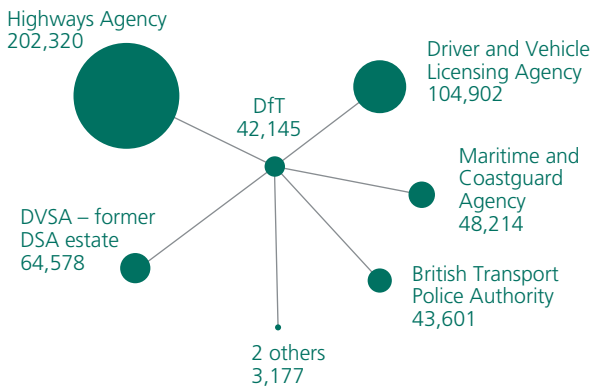 Highways Agency
202,320
Driver and Vehicle
Licensing Agency
104,902
DfT
42,145
Maritime and
Coastguard
Agency
48,214
DVSA – former
DSA estate
64,578
British Transport
Police Authority
43,601
2 others
3,177